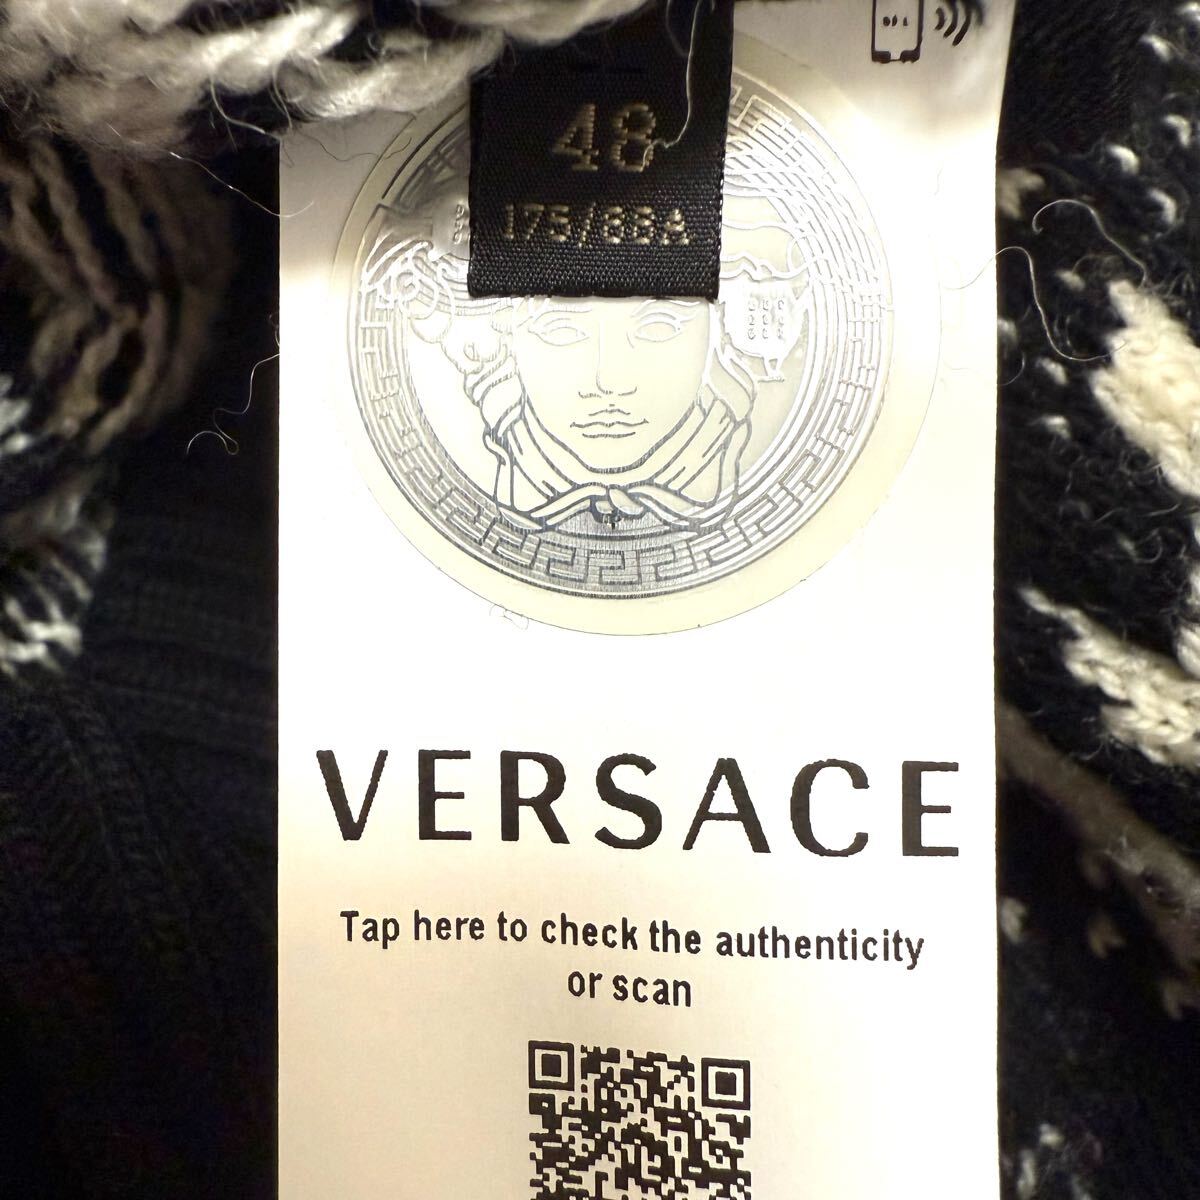 48
175/88A
VERSACE
Tap here to check the authenticity
or scan